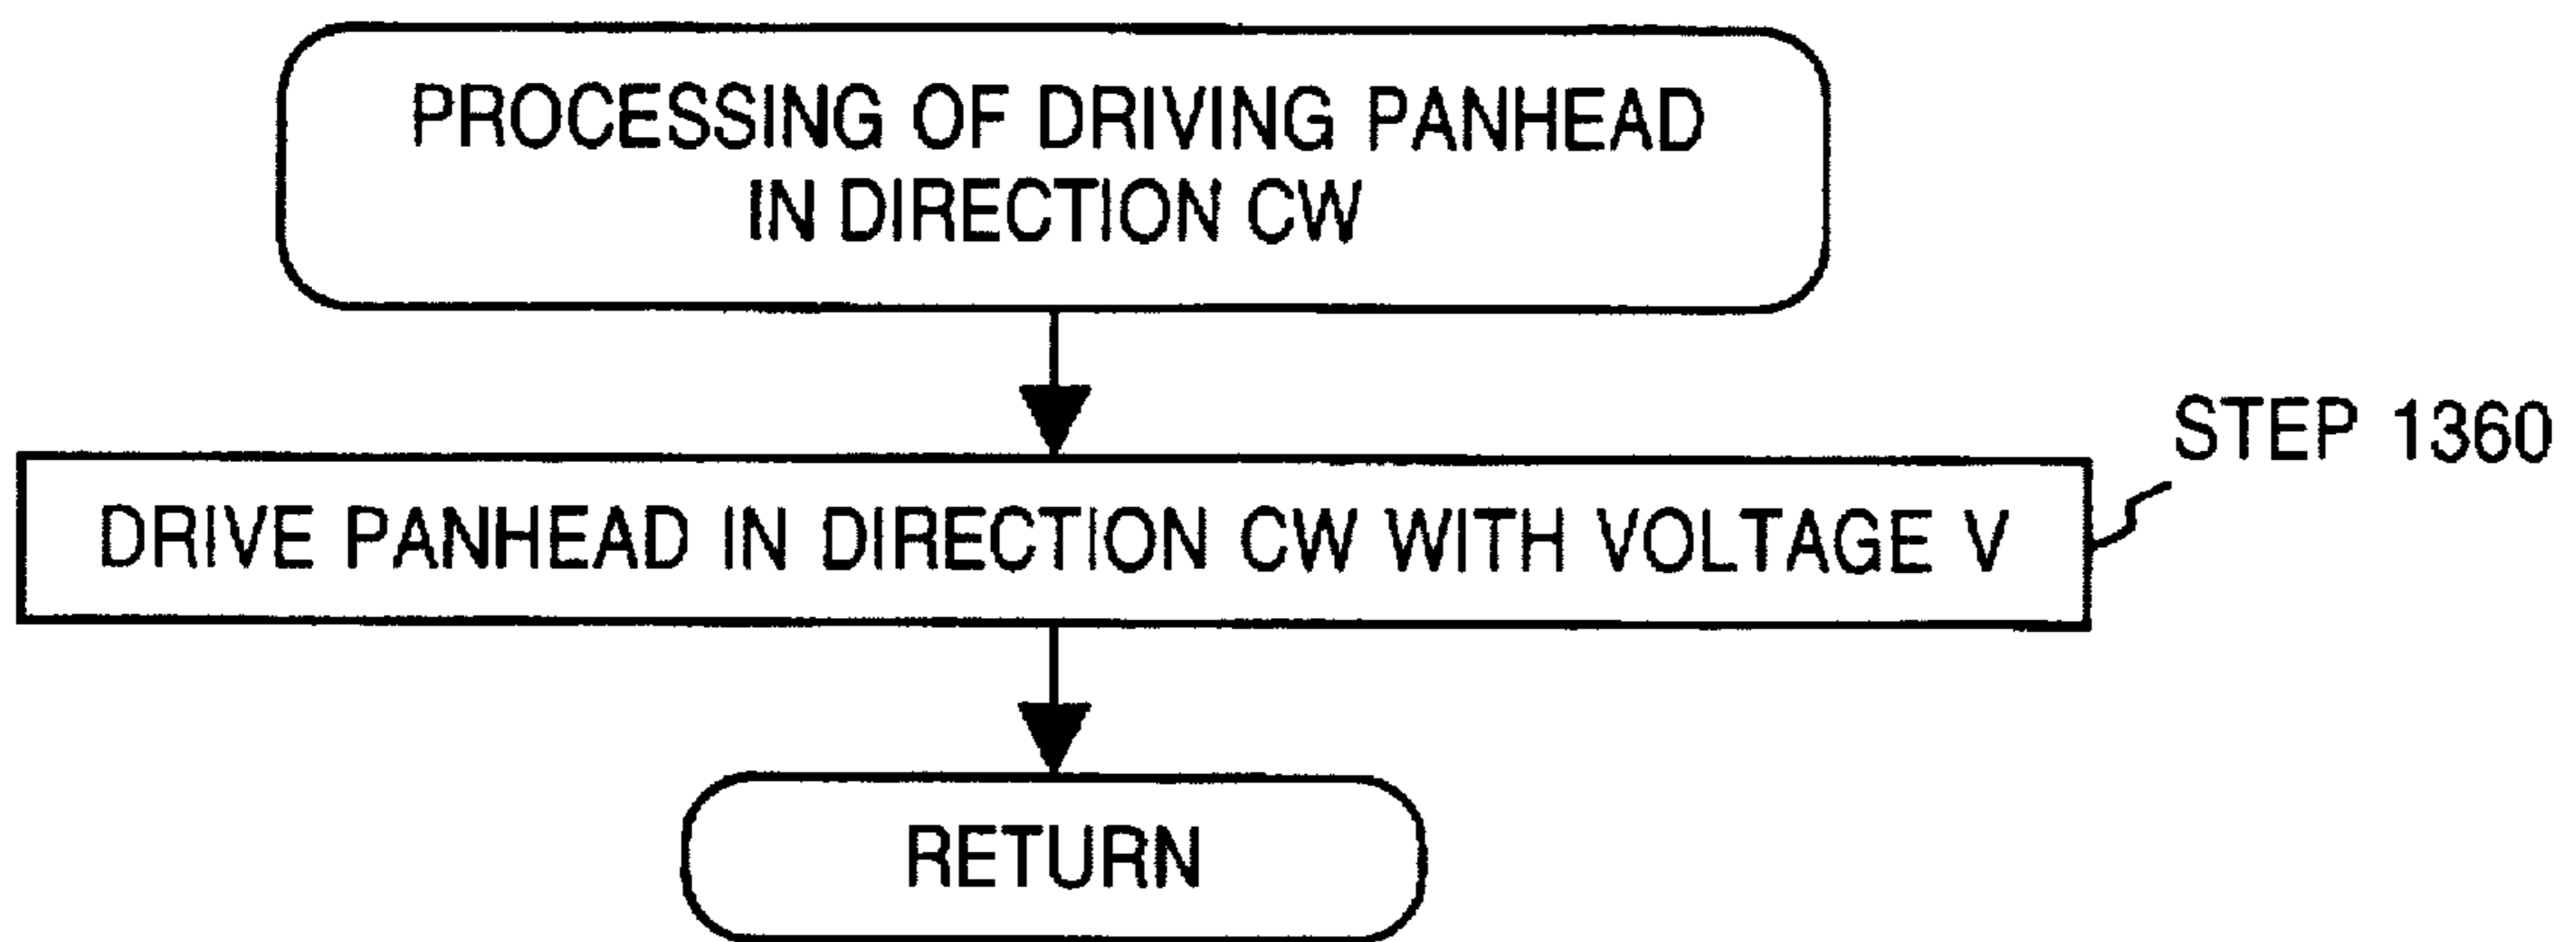 PROCESSING OF DRIVING PANHEAD
IN DIRECTION CW
STEP 1360
DRIVE PANHEAD IN DIRECTION CW WITH VOLTAGE V
RETURN